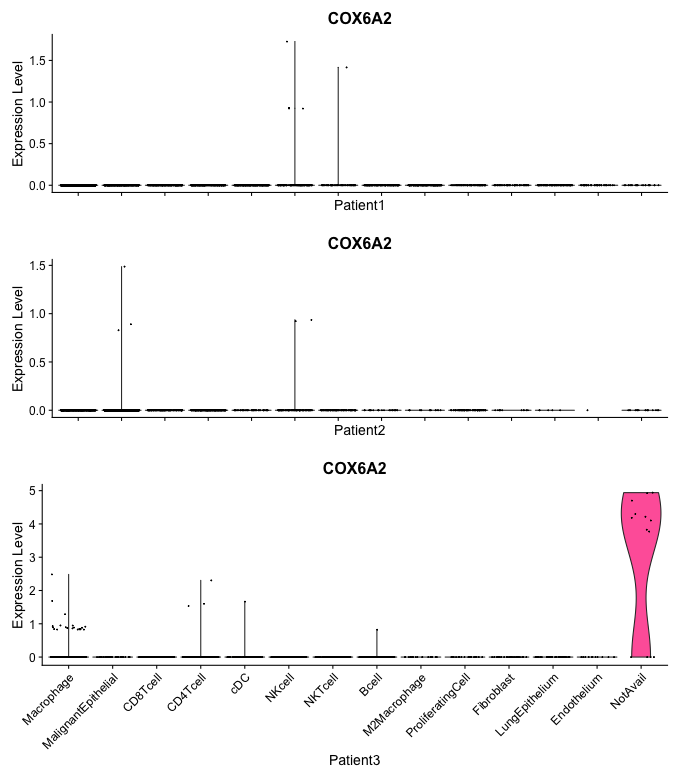 COX6A2
Expression Level
1.5
1.0
0.5
0.0
Patient1
COX6A2
Expression Level
1.5
1.0
0.5
0.0
Patient2
COX6A2
Expression Level
5
4
3
2
1
0
Macrophage
MalignantEpithelial
CD8Tcell
CD4Tcell
cDC
NKcell
NKTcell
Bcell
M2Macrophage
ProliferatingCell
Fibroblast
LungEpithelium
Endothelium
NotAvail
Patient3